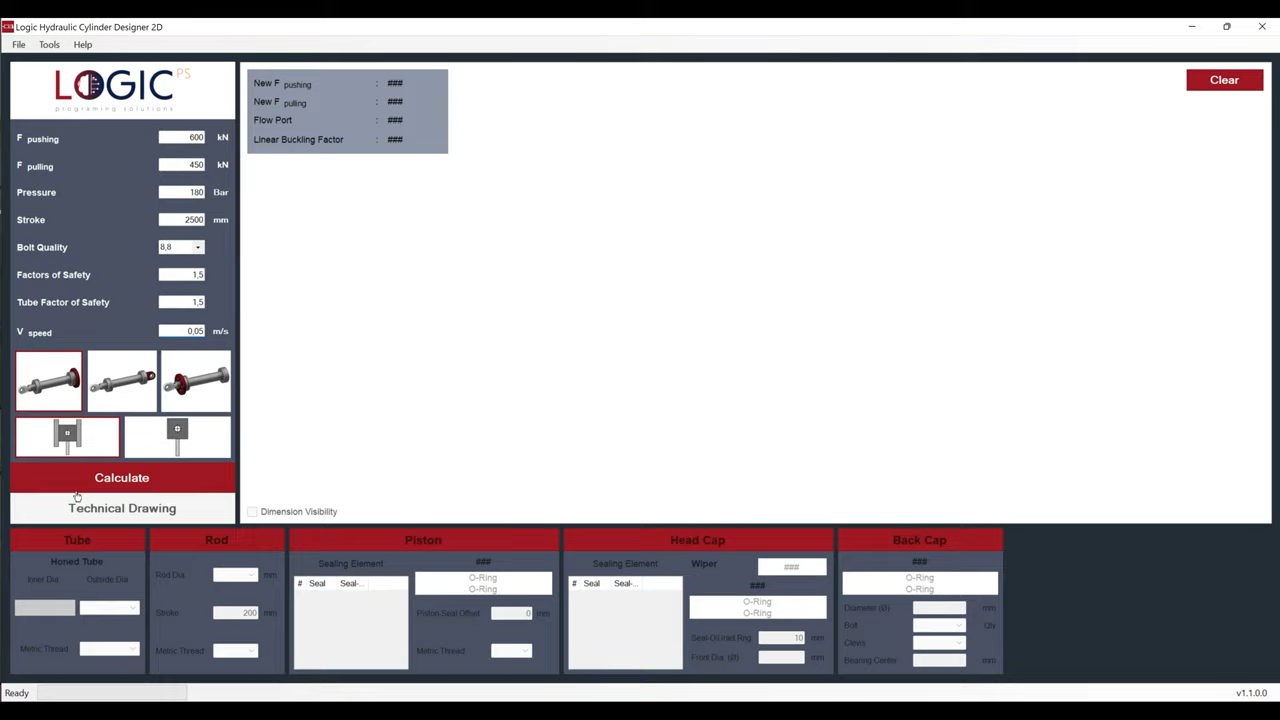 Logic Hydraulic Cylinder Designer 2D
File Tools Help
LOGIC PS
programing solutions
F pushing 600 kN
F pulling 450 kN
Pressure 180 Bar
Stroke 2500 mm
Bolt Quality 8,8
Factors of Safety 1,5
Tube Factor of Safety 1,5
V speed 0,05 m/s
Calculate
Technical Drawing
New F pushing : ###
New F pulling : ###
Flow Port : ###
Linear Buckling Factor : ###
Clear
Dimension Visibility
Tube
Honed Tube
Inner Dia Outside Dia
Metric Thread
Rod
Rod Dia. mm
Stroke 200 mm
Metric Thread
Piston
Sealing Element ###
# Seal Seal-...
O-Ring
O-Ring
Piston-Seal Offset 0 mm
Metric Thread
Head Cap
Sealing Element Wiper ###
# Seal Seal-...
###
O-Ring
O-Ring
Seal-Oil Inlet Rng. 10 mm
Front Dia. (Ø) mm
Back Cap
###
O-Ring
O-Ring
Diameter (Ø) mm
Bolt Qty
Clevis
Bearing Center mm
Ready v1.1.0.0